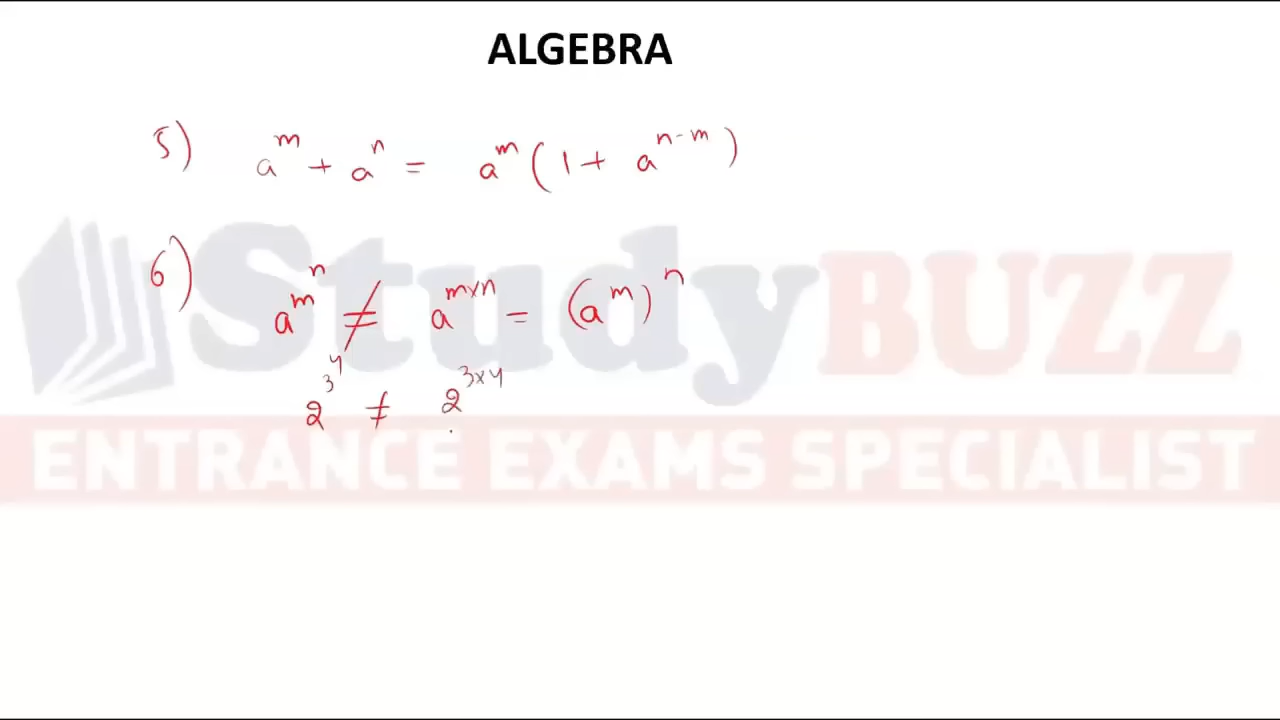 ALGEBRA
5) a^m + a^n = a^m (1 + a^{n-m})
6) a^{m^n} ≠ a^{m×n} = (a^m)^n
2^{3^4} ≠ 2^{3×4}
StudyBUZZ
ENTRANCE EXAMS SPECIALIST